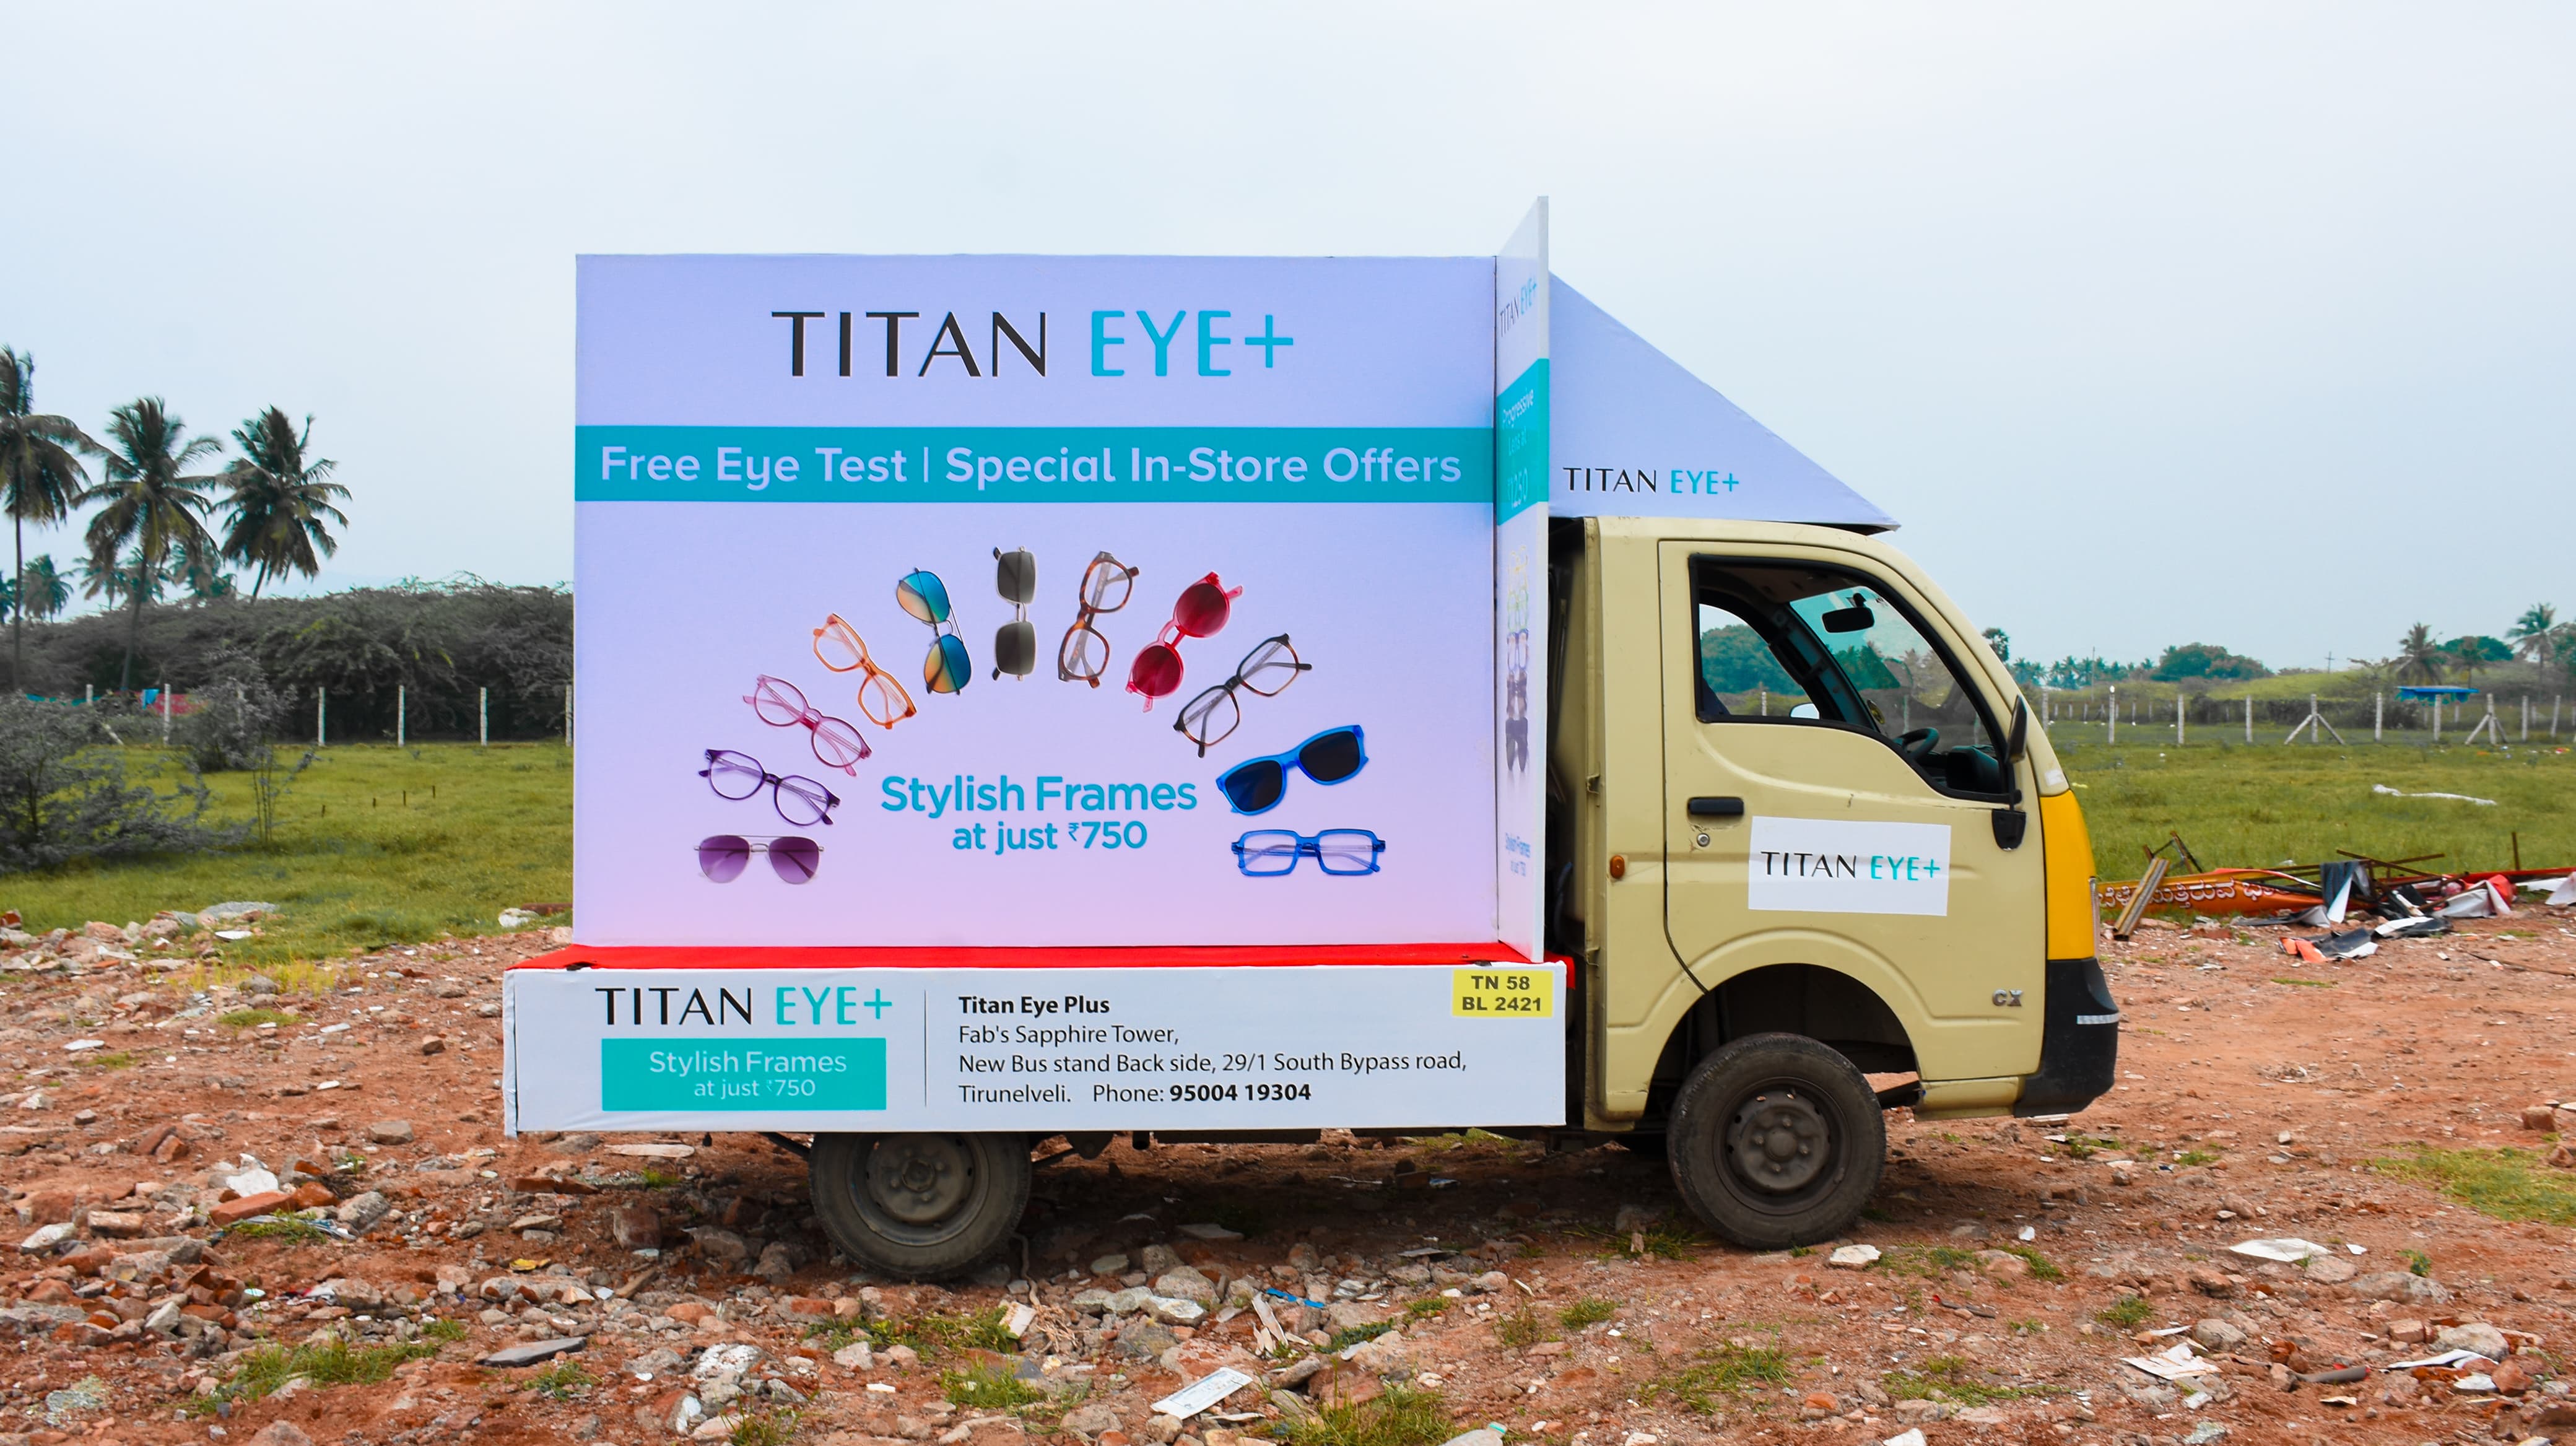 TITAN EYE+
Free Eye Test | Special In-Store Offers
Stylish Frames
at just ₹750
TITAN EYE+
Progressive
TITAN EYE+
TITAN EYE+
TITAN EYE+
Stylish Frames
at just ₹750
Titan Eye Plus
Fab's Sapphire Tower,
New Bus stand Back side, 29/1 South Bypass road,
Tirunelveli. Phone: 95004 19304
TN 58
BL 2421
CX